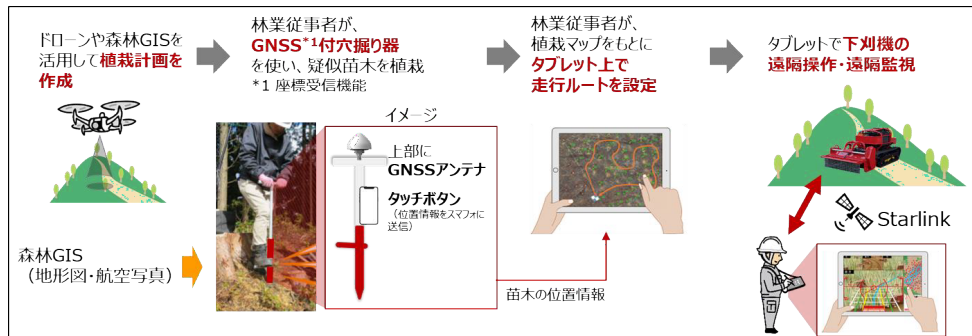 ドローンや森林GISを
活用して植栽計画を
作成
林業従事者が、
GNSS*1付穴掘り器
を使い、疑似苗木を植栽
*1 座標受信機能
林業従事者が、
植栽マップをもとに
タブレット上で
走行ルートを設定
タブレットで下刈機の
遠隔操作・遠隔監視
イメージ
上部に
GNSSアンテナ
タッチボタン
（位置情報をスマフォに
送信）
森林GIS
（地形図・航空写真）
苗木の位置情報
Starlink